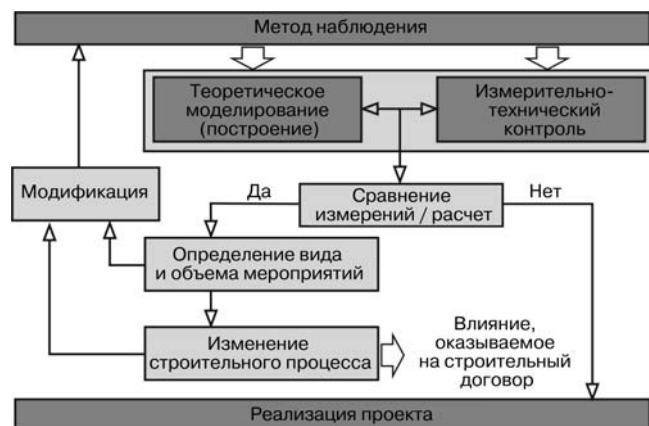 Метод наблюдения
Теоретическое
моделирование
(построение)
Измерительно-
технический
контроль
Модификация
Да
Сравнение
измерений / расчет
Нет
Определение вида
и объема мероприятий
Изменение
строительного процесса
Влияние,
оказываемое
на строительный
договор
Реализация проекта